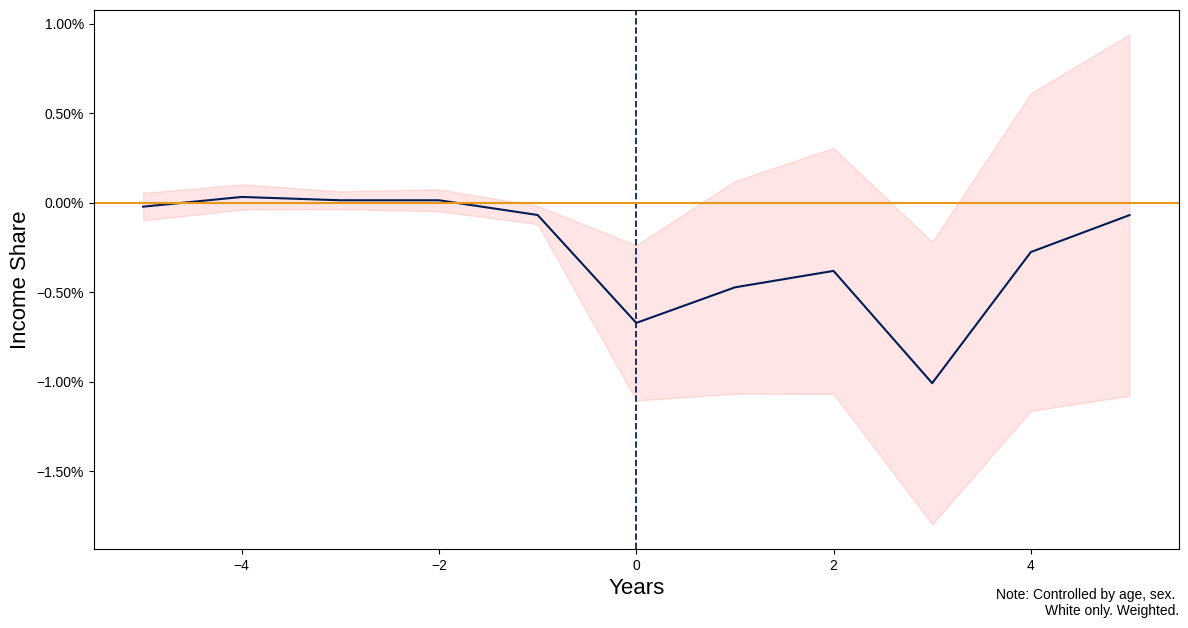 1.00%
0.50%
0.00%
−0.50%
−1.00%
−1.50%
Income Share
−4
−2
0
2
4
Years
Note: Controlled by age, sex.
White only. Weighted.